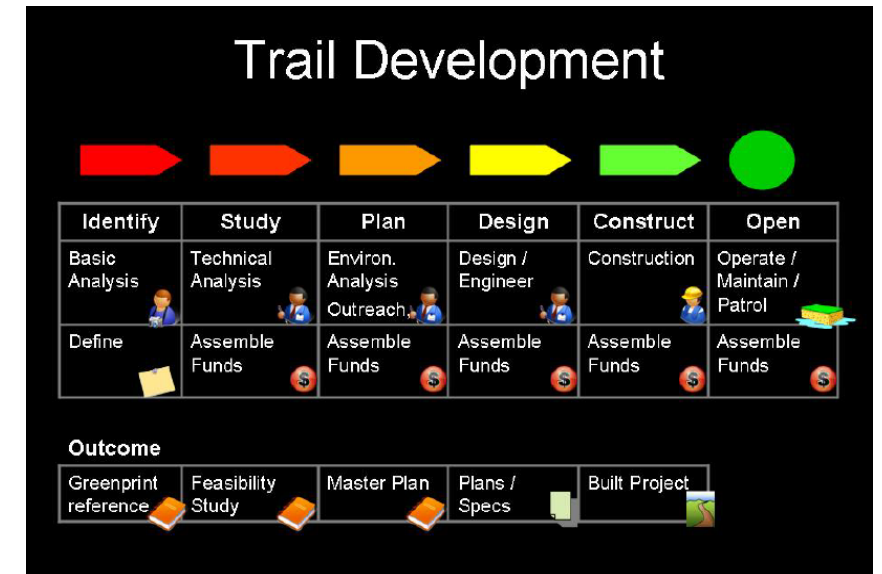 Trail Development
Identify
Study
Plan
Design
Construct
Open
Basic
Analysis
Technical
Analysis
Environ.
Analysis
Outreach,
Design /
Engineer
Construction
Operate /
Maintain /
Patrol
Define
Assemble
Funds
$
Assemble
Funds
$
Assemble
Funds
$
Assemble
Funds
$
Assemble
Funds
$
Outcome
Greenprint
reference
Feasibility
Study
Master Plan
Plans /
Specs
Built Project